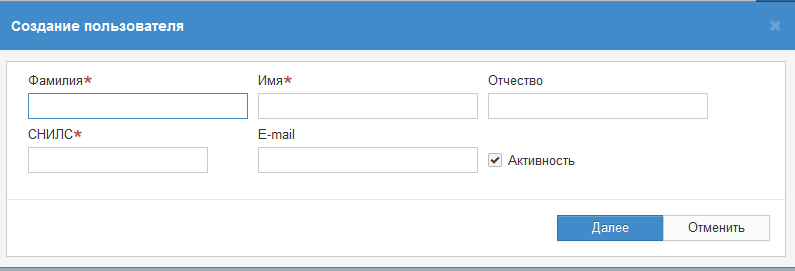 Создание пользователя
Фамилия* Имя* Отчество
СНИЛС* E-mail
Активность
Далее Отменить